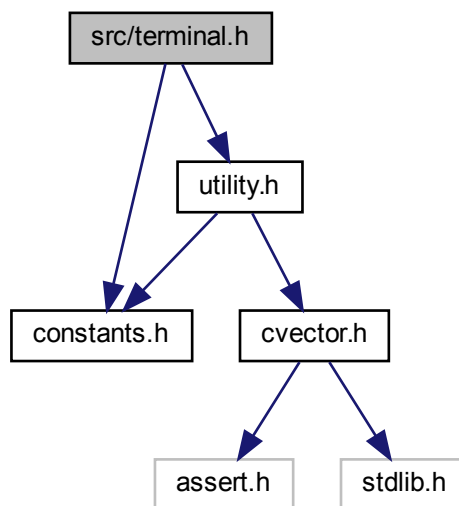 src/terminal.h
utility.h
constants.h
cvector.h
assert.h
stdlib.h